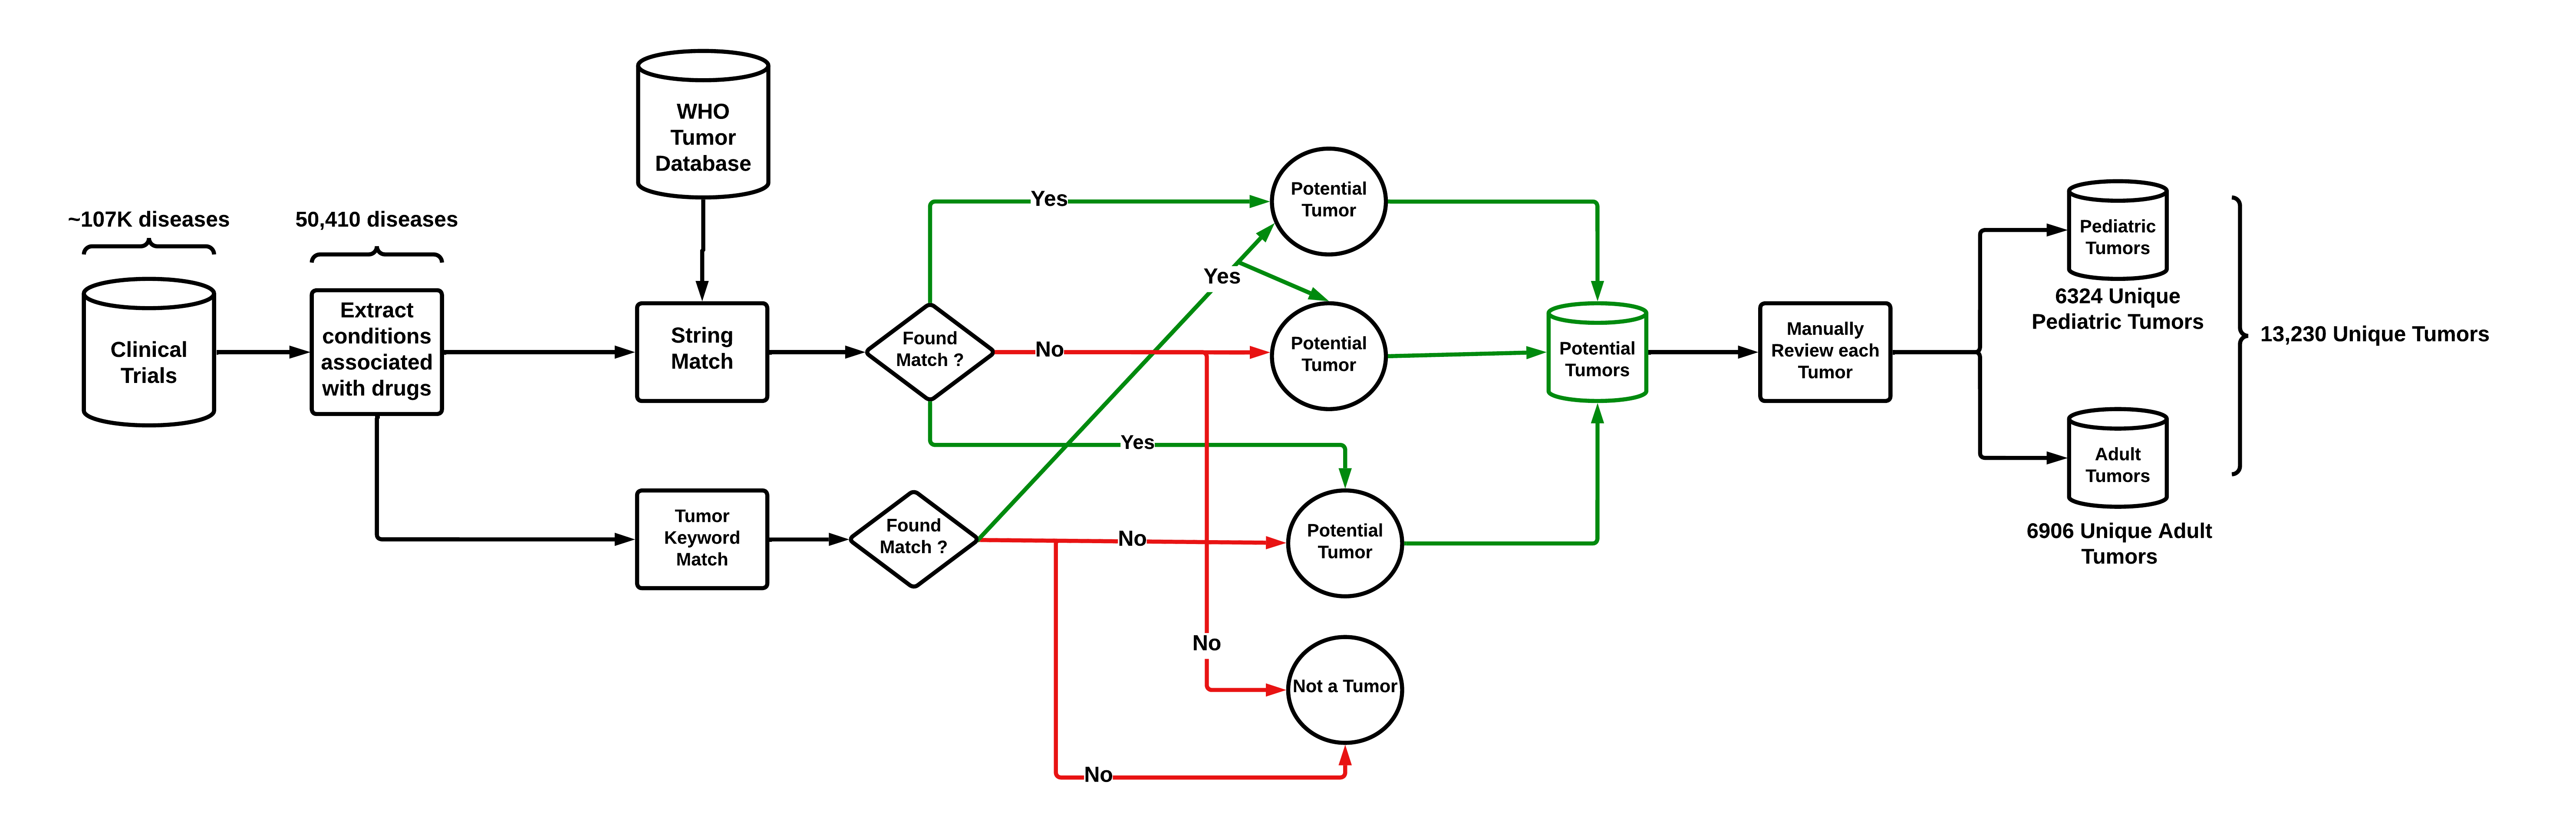 ~107K diseases
Clinical
Trials
50,410 diseases
Extract
conditions
associated
with drugs
WHO
Tumor
Database
String
Match
Tumor
Keyword
Match
Found
Match ?
Found
Match ?
Yes
No
Yes
Yes
No
No
No
Potential
Tumor
Potential
Tumor
Potential
Tumor
Not a Tumor
Potential
Tumors
Manually
Review each
Tumor
Pediatric
Tumors
6324 Unique
Pediatric Tumors
Adult
Tumors
6906 Unique Adult
Tumors
13,230 Unique Tumors